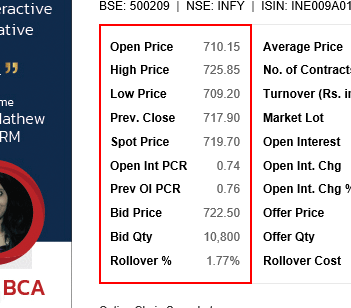 eractive
ative
”
me
Mathew
RM
BCA
BSE: 500209 | NSE: INFY | ISIN: INE009A01
Open Price 710.15 Average Price
High Price 725.85 No. of Contracts
Low Price 709.20 Turnover (Rs. in
Prev. Close 717.90 Market Lot
Spot Price 719.70 Open Interest
Open Int PCR 0.74 Open Int. Chg
Prev OI PCR 0.76 Open Int. Chg %
Bid Price 722.50 Offer Price
Bid Qty 10,800 Offer Qty
Rollover % 1.77% Rollover Cost